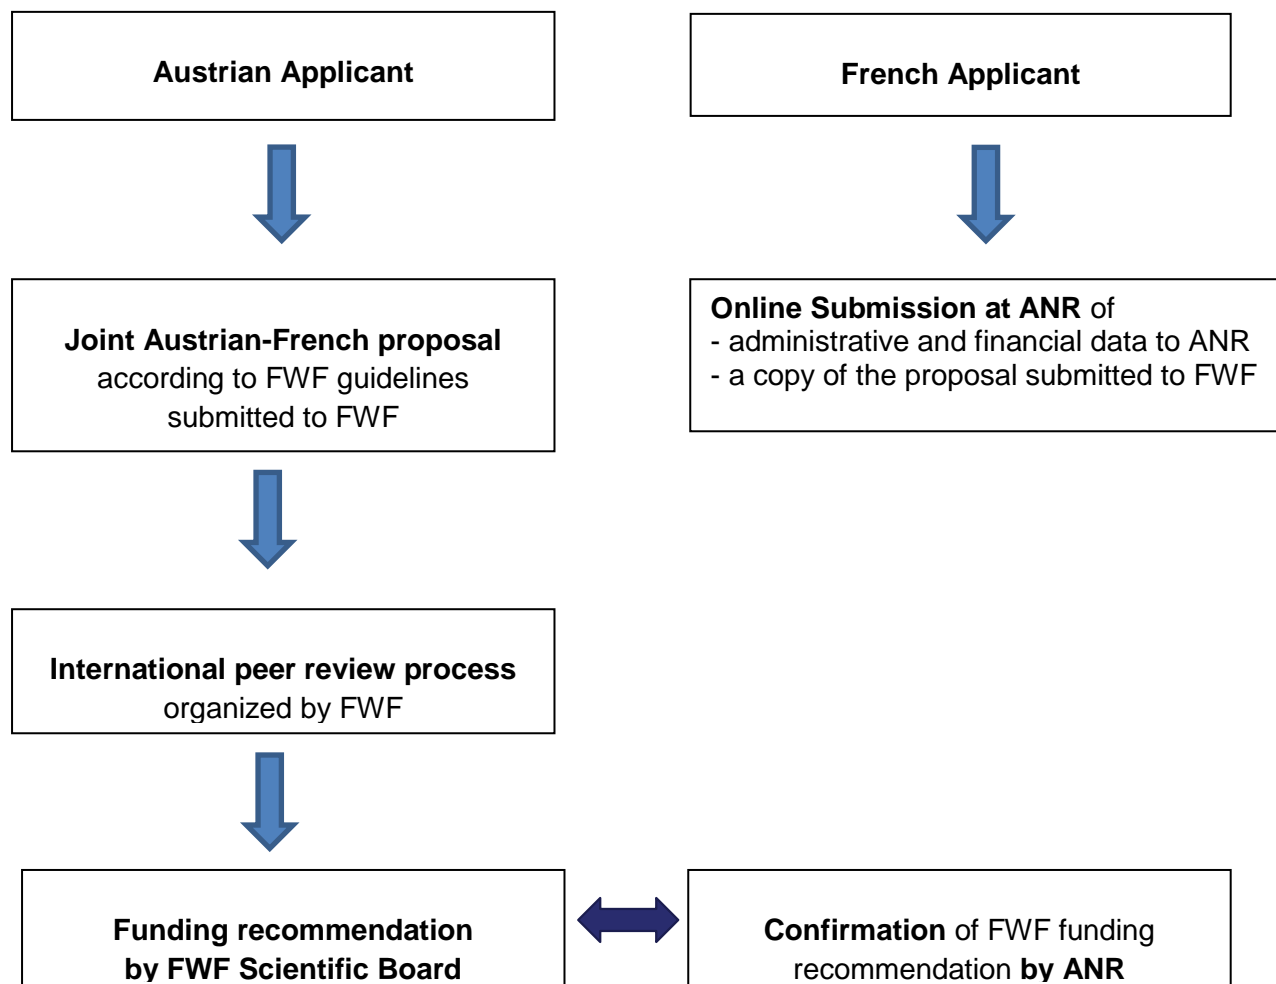 Austrian Applicant
French Applicant
Joint Austrian-French proposal
according to FWF guidelines
submitted to FWF
Online Submission at ANR of
- administrative and financial data to ANR
- a copy of the proposal submitted to FWF
International peer review process
organized by FWF
Funding recommendation
by FWF Scientific Board
Confirmation of FWF funding
recommendation by ANR